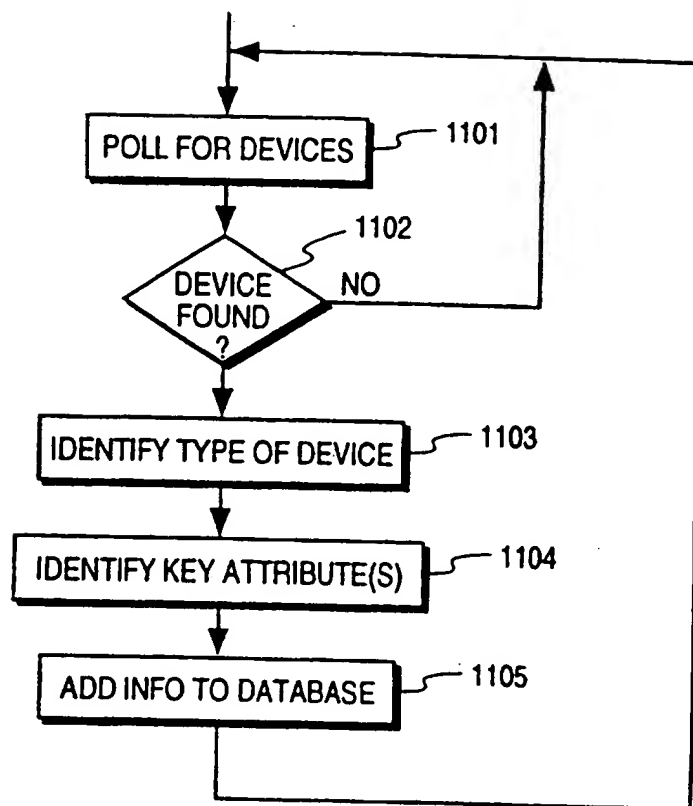 POLL FOR DEVICES
1101
1102
DEVICE
FOUND
?
NO
IDENTIFY TYPE OF DEVICE
1103
IDENTIFY KEY ATTRIBUTE(S)
1104
ADD INFO TO DATABASE
1105